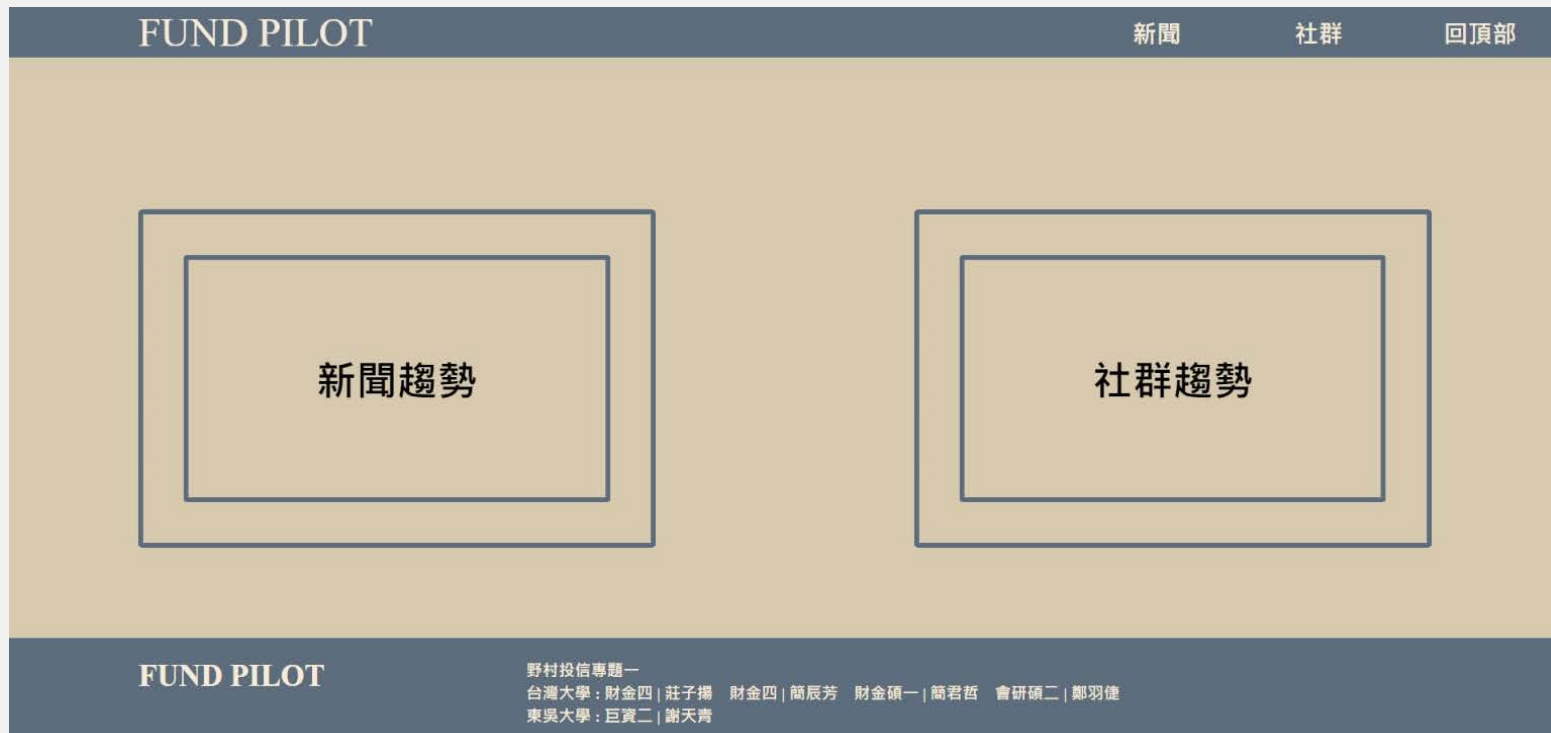 FUND PILOT
新聞 社群 回頂部
新聞趨勢
社群趨勢
FUND PILOT
野村投信專題一
台灣大學 : 財金四 | 莊子揚 財金四 | 簡辰芳 財金碩一 | 簡君哲 會研碩二 | 鄭羽倢
東吳大學 : 巨資二 | 謝天青